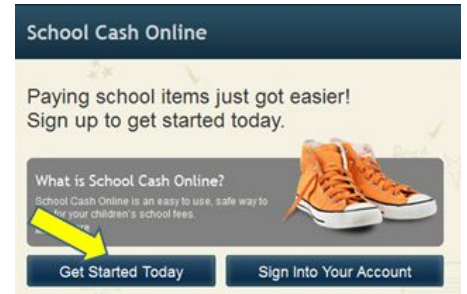 School Cash Online
Paying school items just got easier!
Sign up to get started today.
What is School Cash Online?
School Cash Online is an easy to use, safe way to
for your children's school fees.
Get Started Today
Sign Into Your Account